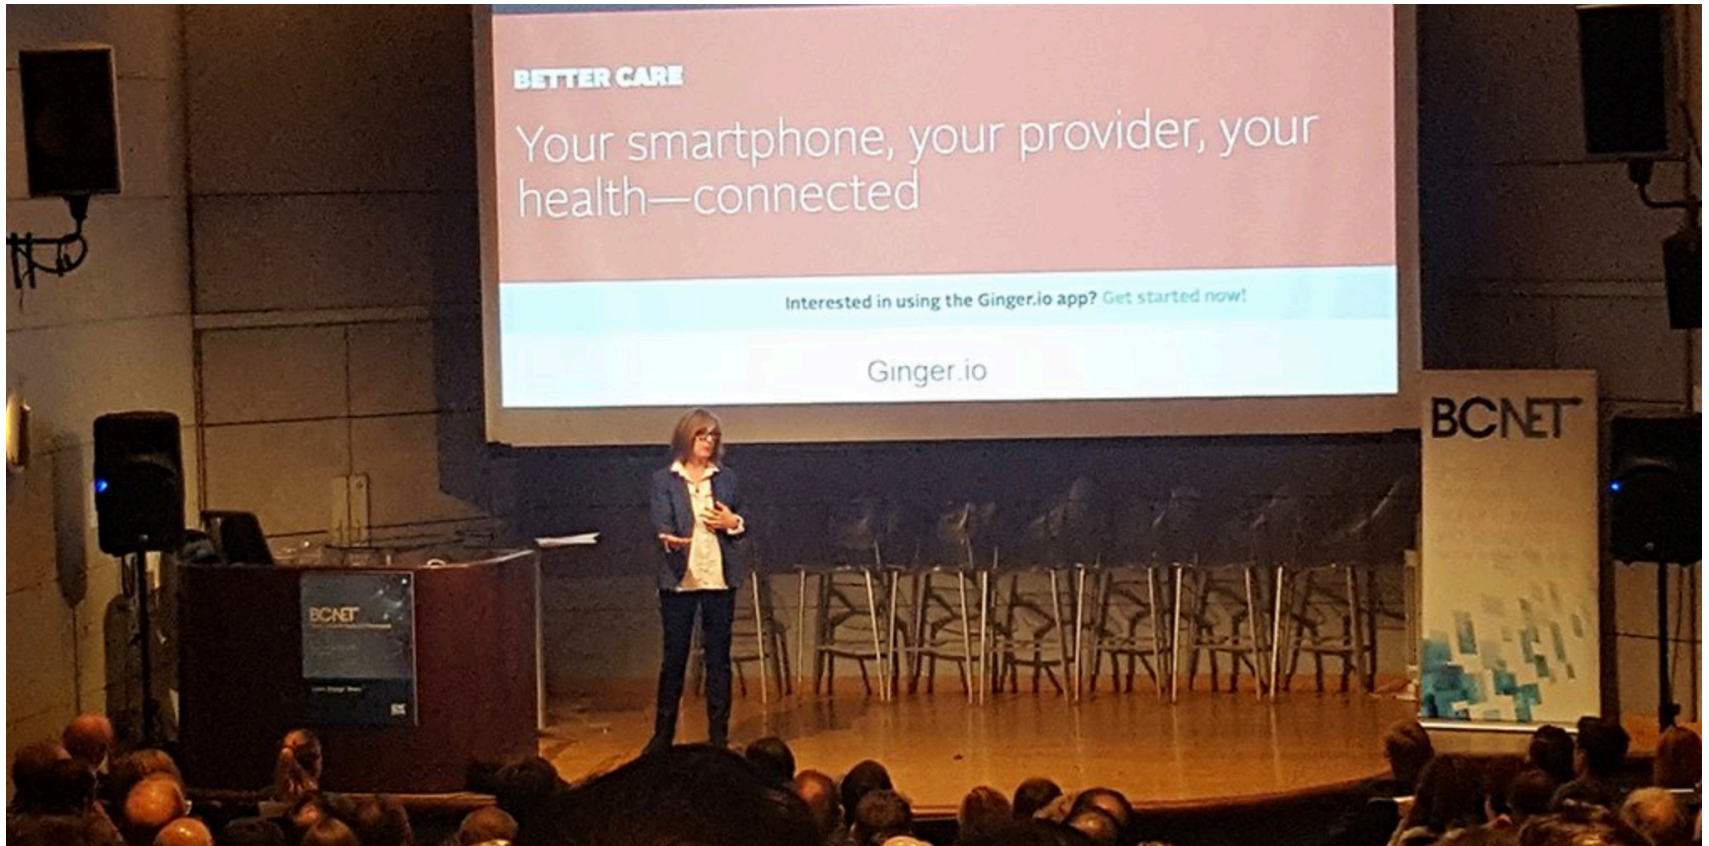 BETTER CARE
Your smartphone, your provider, your
health—connected
Interested in using the Ginger.io app? Get started now!
Ginger.io
BCNET
BCNET